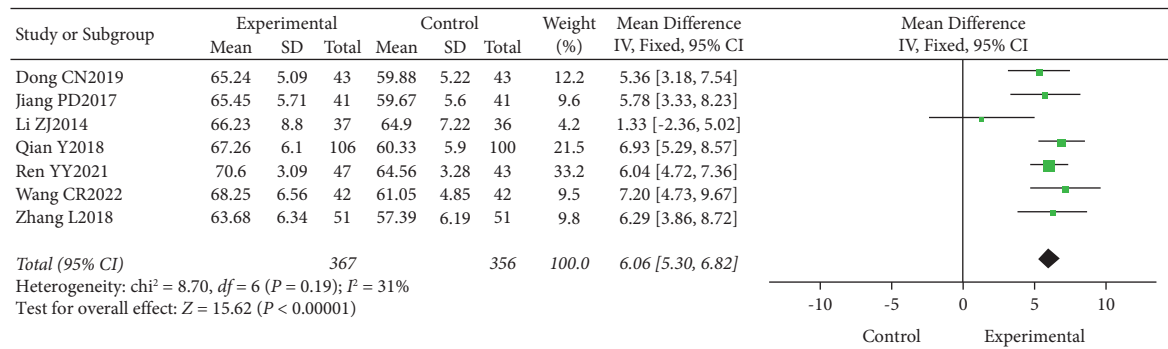 Study or Subgroup Experimental Control Weight (%) Mean Difference IV, Fixed, 95% CI Mean Difference IV, Fixed, 95% CI
Mean SD Total Mean SD Total
Dong CN2019 65.24 5.09 43 59.88 5.22 43 12.2 5.36 [3.18, 7.54]
Jiang PD2017 65.45 5.71 41 59.67 5.6 41 9.6 5.78 [3.33, 8.23]
Li ZJ2014 66.23 8.8 37 64.9 7.22 36 4.2 1.33 [-2.36, 5.02]
Qian Y2018 67.26 6.1 106 60.33 5.9 100 21.5 6.93 [5.29, 8.57]
Ren YY2021 70.6 3.09 47 64.56 3.28 43 33.2 6.04 [4.72, 7.36]
Wang CR2022 68.25 6.56 42 61.05 4.85 42 9.5 7.20 [4.73, 9.67]
Zhang L2018 63.68 6.34 51 57.39 6.19 51 9.8 6.29 [3.86, 8.72]
Total (95% CI) 367 356 100.0 6.06 [5.30, 6.82]
Heterogeneity: chi² = 8.70, df = 6 (P = 0.19); I² = 31%
Test for overall effect: Z = 15.62 (P < 0.00001)
-10 -5 0 5 10
Control Experimental